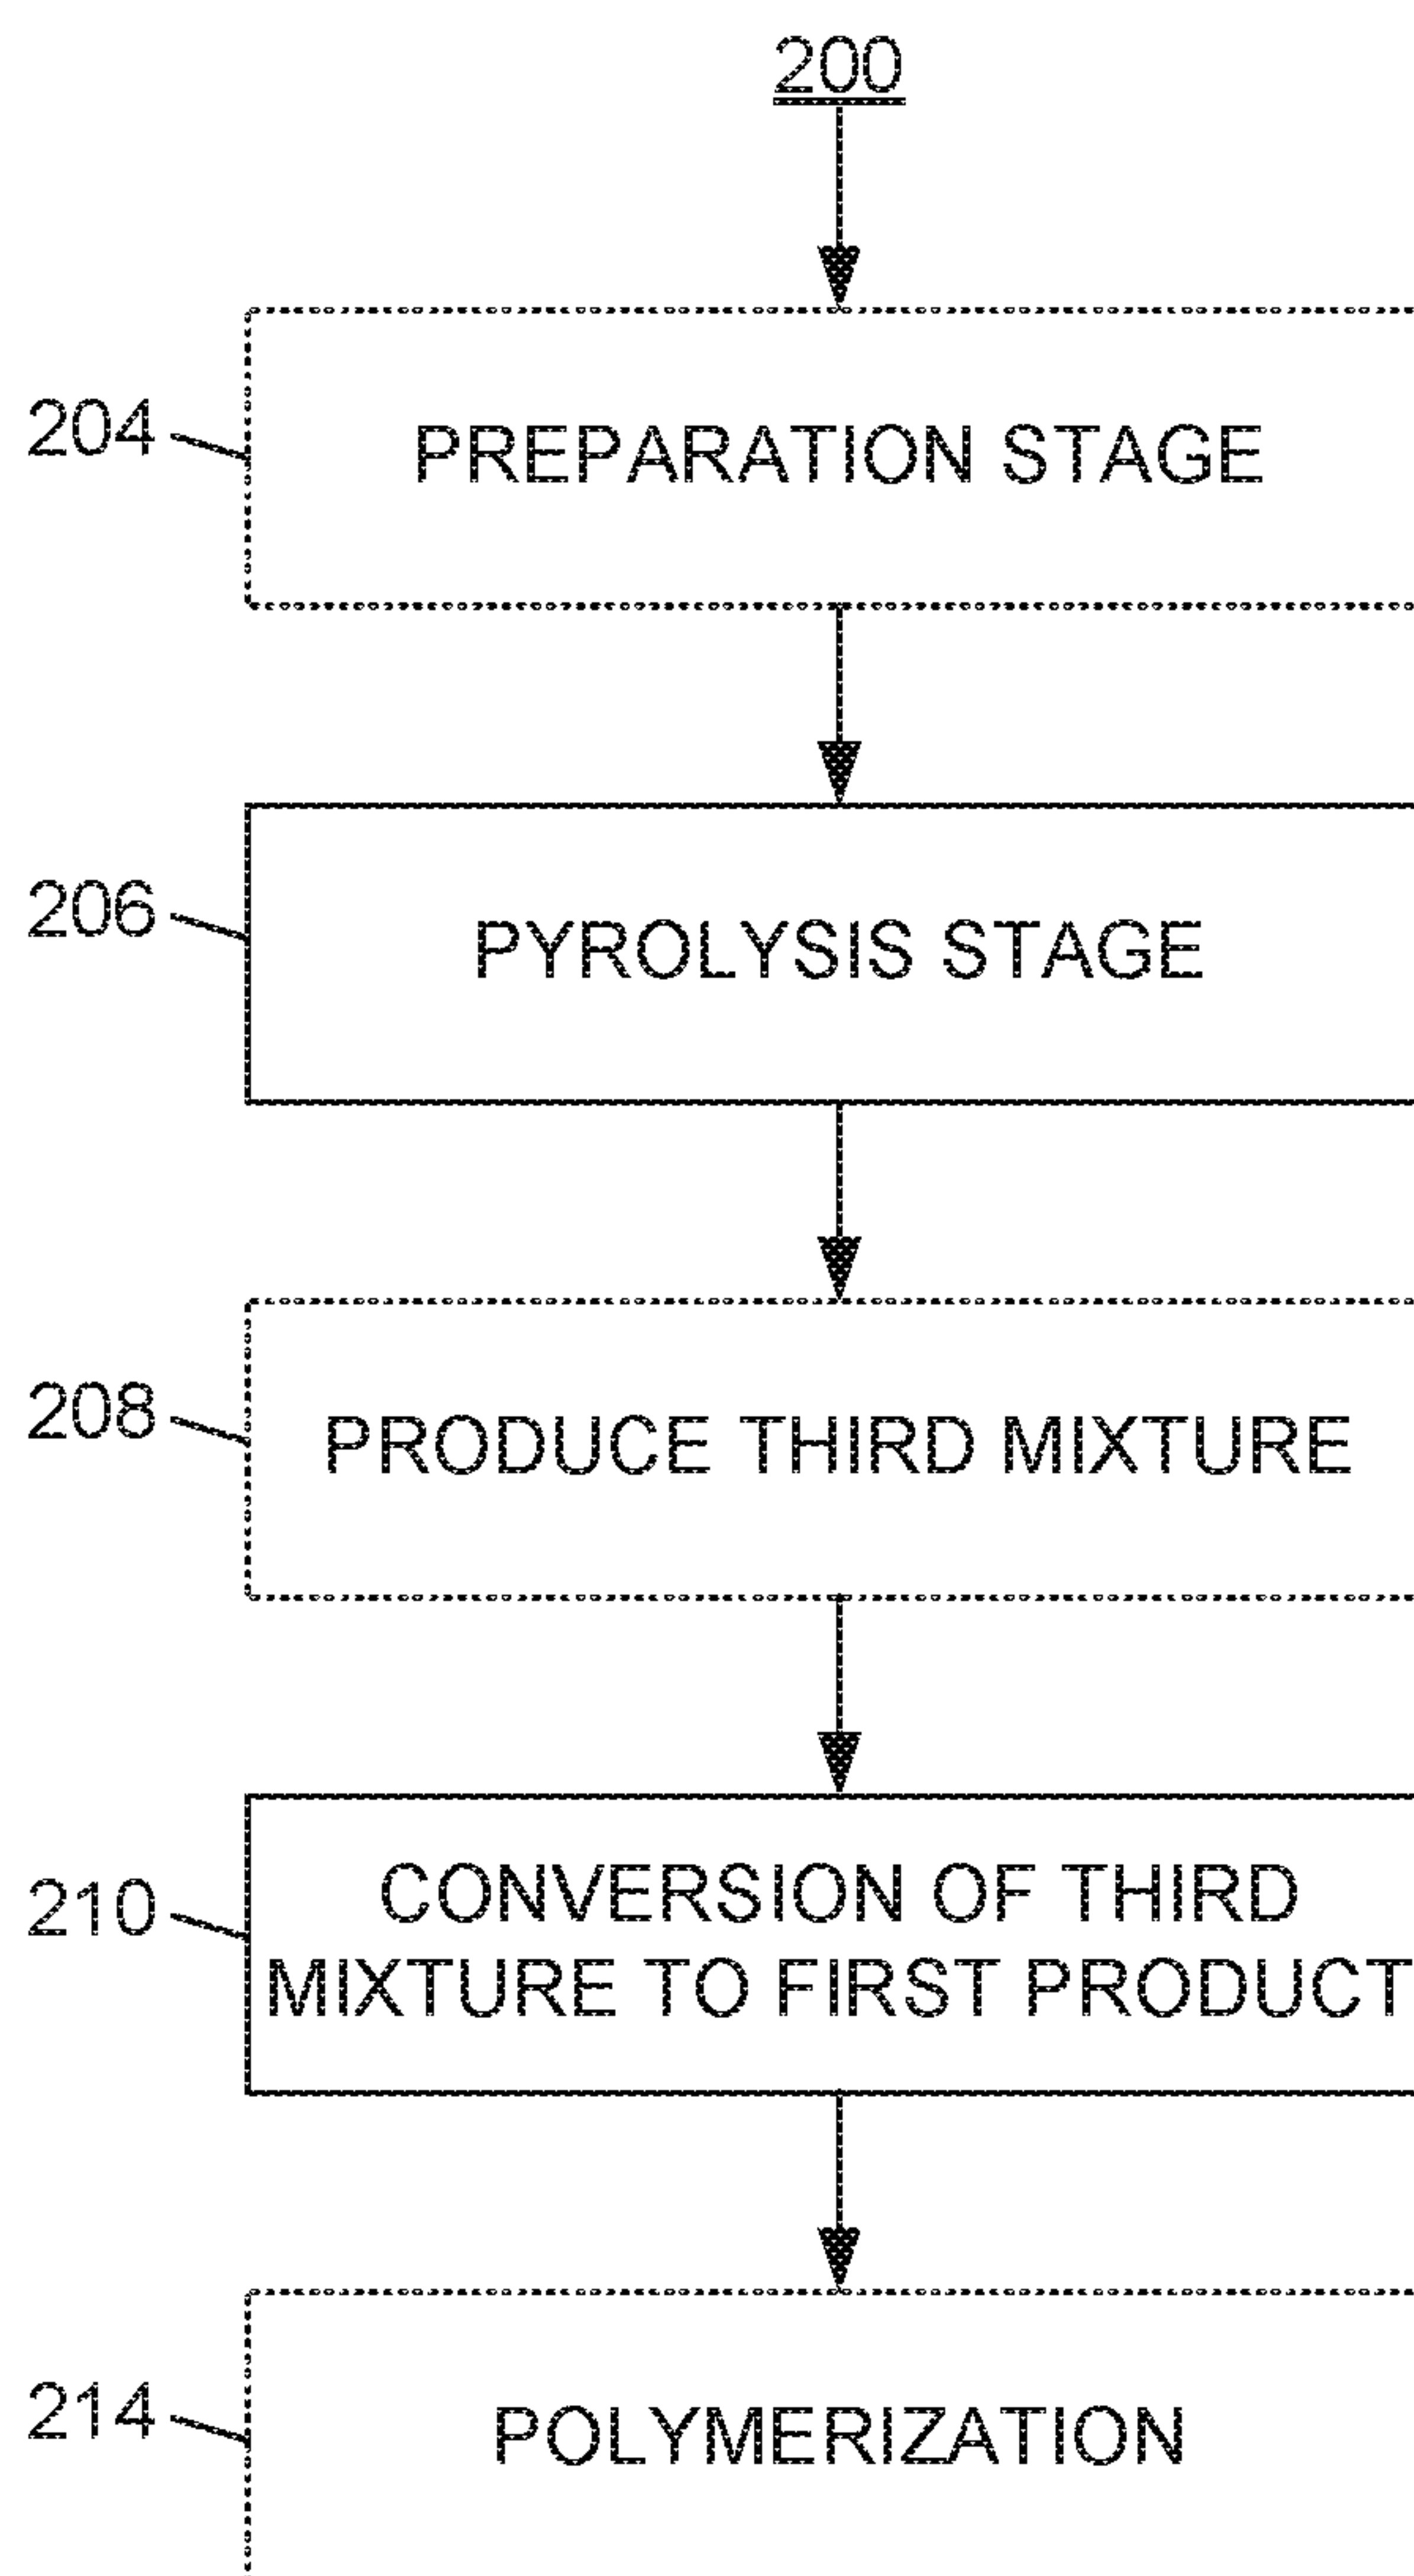 200
204
PREPARATION STAGE
206
PYROLYSIS STAGE
208
PRODUCE THIRD MIXTURE
210
CONVERSION OF THIRD
MIXTURE TO FIRST PRODUCT
214
POLYMERIZATION